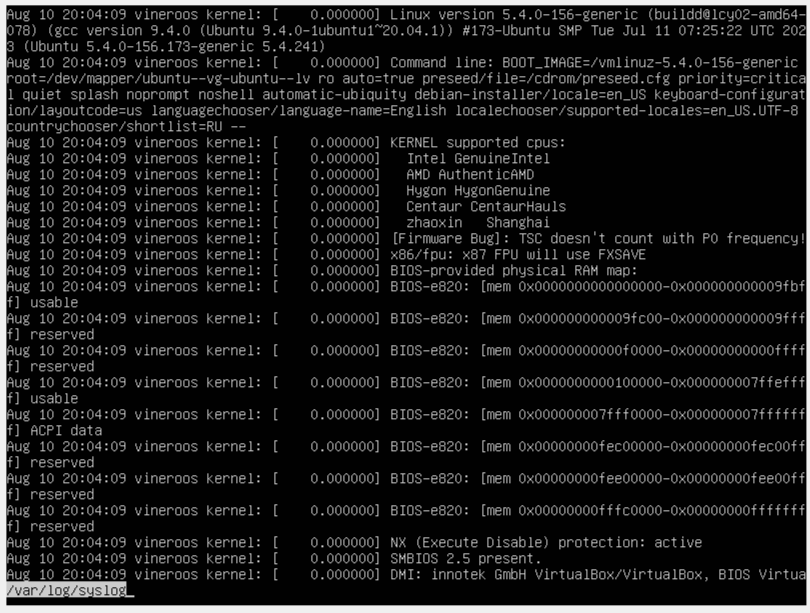 Aug 10 20:04:09 vineroos kernel: [    0.000000] Linux version 5.4.0-156-generic (buildd@lcy02-amd64-
078) (gcc version 9.4.0 (Ubuntu 9.4.0-1ubuntu1~20.04.1)) #173-Ubuntu SMP Tue Jul 11 07:25:22 UTC 202
3 (Ubuntu 5.4.0-156.173-generic 5.4.241)
Aug 10 20:04:09 vineroos kernel: [    0.000000] Command line: BOOT_IMAGE=/vmlinuz-5.4.0-156-generic
root=/dev/mapper/ubuntu--vg-ubuntu--lv ro auto=true preseed/file=/cdrom/preseed.cfg priority=critica
l quiet splash noprompt noshell automatic-ubiquity debian-installer/locale=en_US keyboard-configurat
ion/layoutcode=us languagechooser/language-name=English localechooser/supported-locales=en_US.UTF-8
countrychooser/shortlist=RU --
Aug 10 20:04:09 vineroos kernel: [    0.000000] KERNEL supported cpus:
Aug 10 20:04:09 vineroos kernel: [    0.000000]   Intel GenuineIntel
Aug 10 20:04:09 vineroos kernel: [    0.000000]   AMD AuthenticAMD
Aug 10 20:04:09 vineroos kernel: [    0.000000]   Hygon HygonGenuine
Aug 10 20:04:09 vineroos kernel: [    0.000000]   Centaur CentaurHauls
Aug 10 20:04:09 vineroos kernel: [    0.000000]   zhaoxin   Shanghai
Aug 10 20:04:09 vineroos kernel: [    0.000000] [Firmware Bug]: TSC doesn't count with P0 frequency!
Aug 10 20:04:09 vineroos kernel: [    0.000000] x86/fpu: x87 FPU will use FXSAVE
Aug 10 20:04:09 vineroos kernel: [    0.000000] BIOS-provided physical RAM map:
Aug 10 20:04:09 vineroos kernel: [    0.000000] BIOS-e820: [mem 0x0000000000000000-0x000000000009fbf
f] usable
Aug 10 20:04:09 vineroos kernel: [    0.000000] BIOS-e820: [mem 0x000000000009fc00-0x000000000009fff
f] reserved
Aug 10 20:04:09 vineroos kernel: [    0.000000] BIOS-e820: [mem 0x00000000000f0000-0x00000000000ffff
f] reserved
Aug 10 20:04:09 vineroos kernel: [    0.000000] BIOS-e820: [mem 0x0000000000100000-0x000000007ffefff
f] usable
Aug 10 20:04:09 vineroos kernel: [    0.000000] BIOS-e820: [mem 0x000000007fff0000-0x000000007ffffff
f] ACPI data
Aug 10 20:04:09 vineroos kernel: [    0.000000] BIOS-e820: [mem 0x00000000fec00000-0x00000000fec00ff
f] reserved
Aug 10 20:04:09 vineroos kernel: [    0.000000] BIOS-e820: [mem 0x00000000fee00000-0x00000000fee00ff
f] reserved
Aug 10 20:04:09 vineroos kernel: [    0.000000] BIOS-e820: [mem 0x00000000fffc0000-0x00000000fffffff
f] reserved
Aug 10 20:04:09 vineroos kernel: [    0.000000] NX (Execute Disable) protection: active
Aug 10 20:04:09 vineroos kernel: [    0.000000] SMBIOS 2.5 present.
Aug 10 20:04:09 vineroos kernel: [    0.000000] DMI: innotek GmbH VirtualBox/VirtualBox, BIOS Virtua
/var/log/syslog_